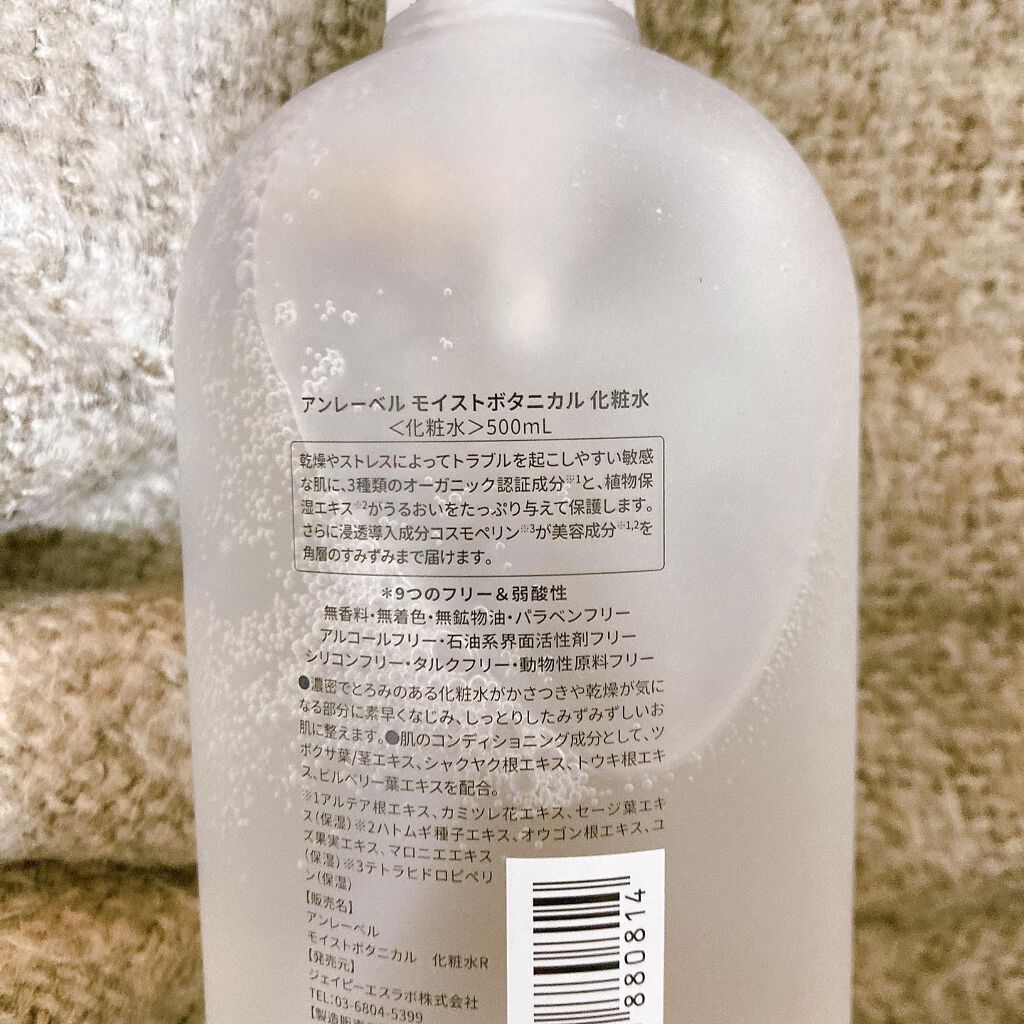 アンレーベル モイストボタニカル 化粧水
＜化粧水＞500mL
乾燥やストレスによってトラブルを起こしやすい敏感
な肌に、3種類のオーガニック認証成分※1と、植物保
湿エキス※2がうるおいをたっぷり与えて保護します。
さらに浸透導入成分コスモペリン※3が美容成分※1,2を
角層のすみずみまで届けます。
＊9つのフリー＆弱酸性
無香料・無着色・無鉱物油・パラベンフリー
アルコールフリー・石油系界面活性剤フリー
シリコンフリー・タルクフリー・動物性原料フリー
●濃密でとろみのある化粧水がかさつきや乾燥が気に
なる部分に素早くなじみ、しっとりしたみずみずしいお
肌に整えます。●肌のコンディショニング成分として、ツ
ボクサ葉/茎エキス、シャクヤク根エキス、トウキ根エキ
ス、ビルベリー葉エキスを配合。
※1アルテア根エキス、カミツレ花エキス、セージ葉エキ
ス(保湿)※2ハトムギ種子エキス、オウゴン根エキス、ユ
ズ果実エキス、マロニエエキス
(保湿)※3テトラヒドロピペリ
ン(保湿)
【販売名】
アンレーベル
モイストボタニカル 化粧水R
【発売元】
ジェイピーエスラボ株式会社
TEL:03-6804-5399
【製造販売
880814